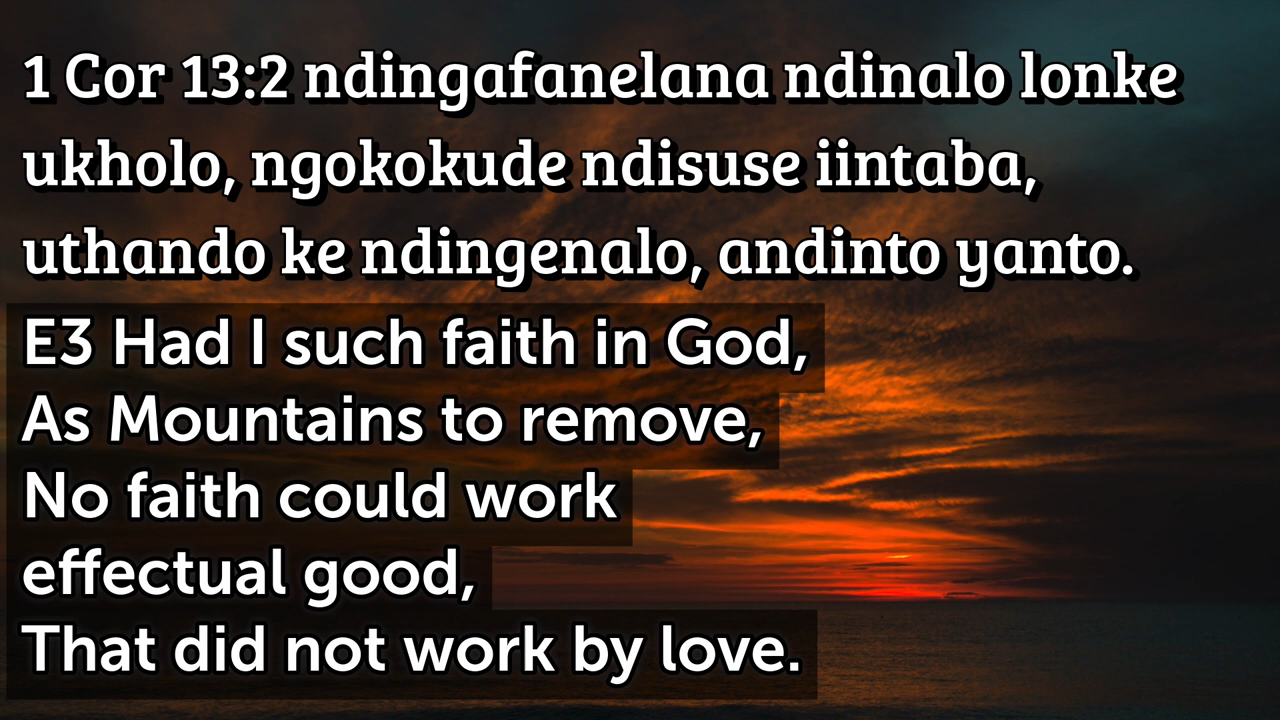 1 Cor 13:2 ndingafanelana ndinalo lonke
ukholo, ngokokude ndisuse iintaba,
uthando ke ndingenalo, andinto yanto.
E3 Had I such faith in God,
As Mountains to remove,
No faith could work
effectual good,
That did not work by love.